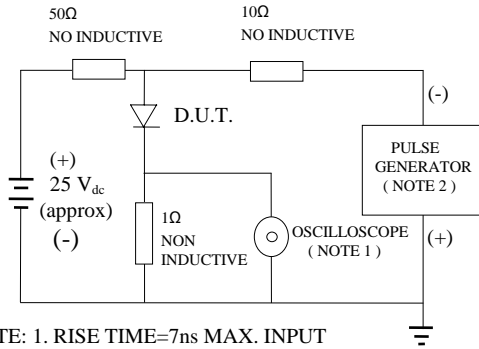 50Ω
NO INDUCTIVE
10Ω
NO INDUCTIVE
(-)
D.U.T.
PULSE
GENERATOR
( NOTE 2 )
(+)
25 Vdc
(approx)
(-)
1Ω
NON
INDUCTIVE
OSCILLOSCOPE
( NOTE 1 )
(+)
TE: 1. RISE TIME=7ns MAX. INPUT